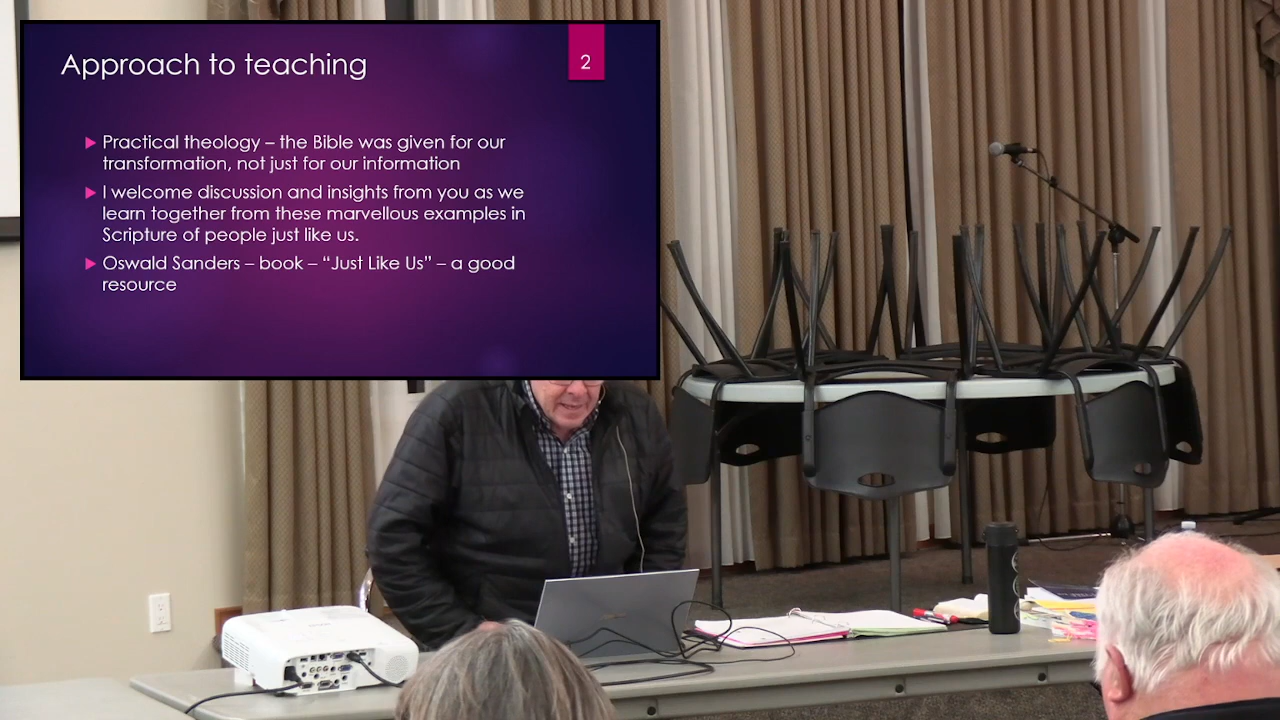 Approach to teaching
2
Practical theology – the Bible was given for our
transformation, not just for our information
I welcome discussion and insights from you as we
learn together from these marvellous examples in
Scripture of people just like us.
Oswald Sanders – book – “Just Like Us” – a good
resource